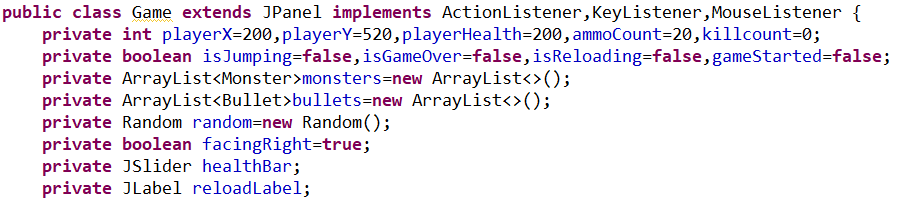 public class Game extends JPanel implements ActionListener,KeyListener,MouseListener {
    private int playerX=200,playerY=520,playerHealth=200,ammoCount=20,killcount=0;
    private boolean isJumping=false,isGameOver=false,isReloading=false,gameStarted=false;
    private ArrayList<Monster>monsters=new ArrayList<>();
    private ArrayList<Bullet>bullets=new ArrayList<>();
    private Random random=new Random();
    private boolean facingRight=true;
    private JSlider healthBar;
    private JLabel reloadLabel;